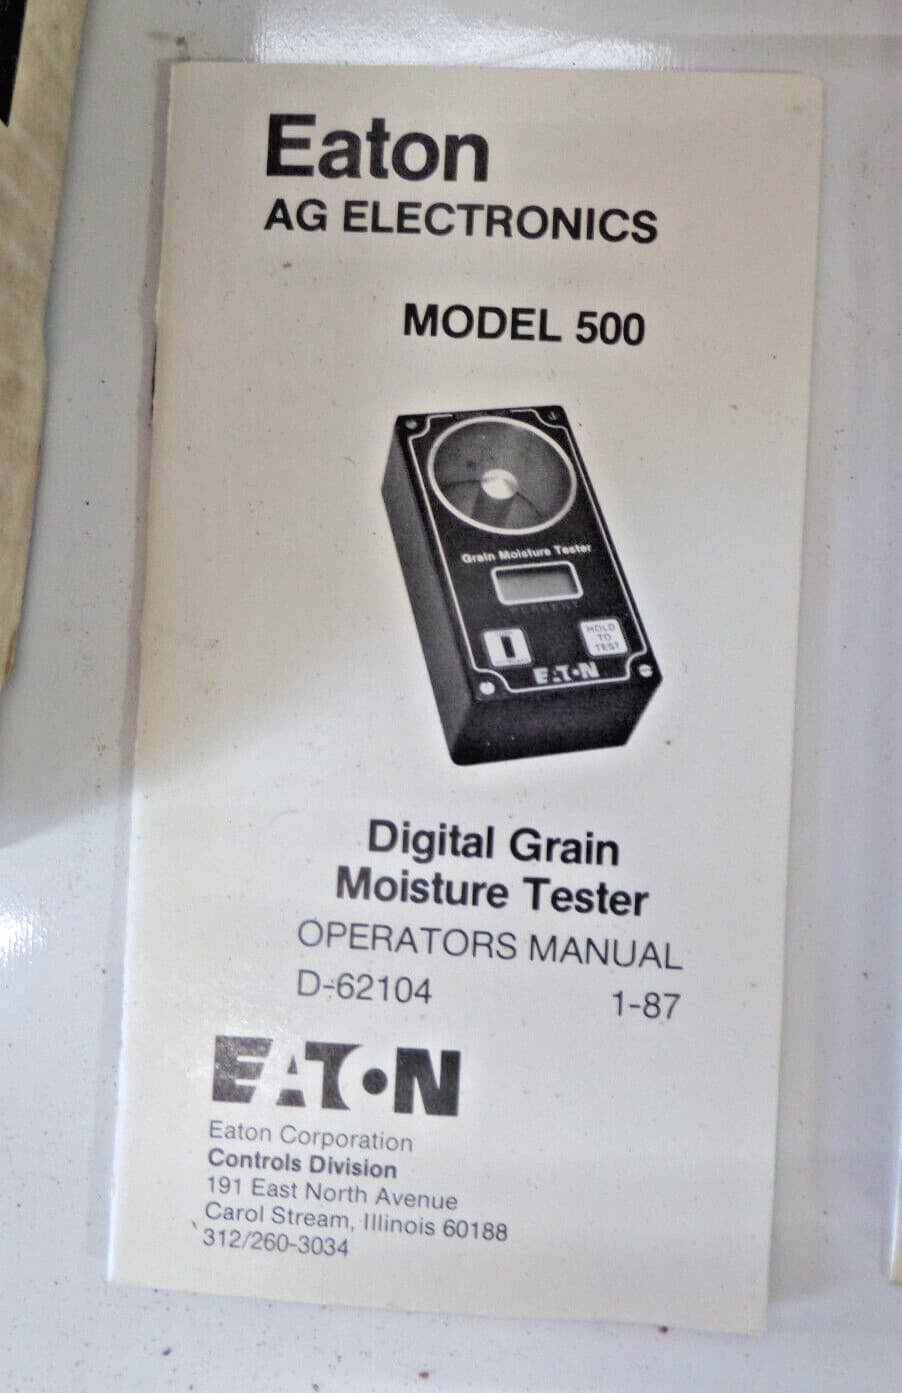 Eaton
AG ELECTRONICS
MODEL 500
Grain Moisture Tester
PERCENT
HOLD
TO
TEST
EATON
Digital Grain
Moisture Tester
OPERATORS MANUAL
D-62104 1-87
EATON
Eaton Corporation
Controls Division
191 East North Avenue
Carol Stream, Illinois 60188
312/260-3034